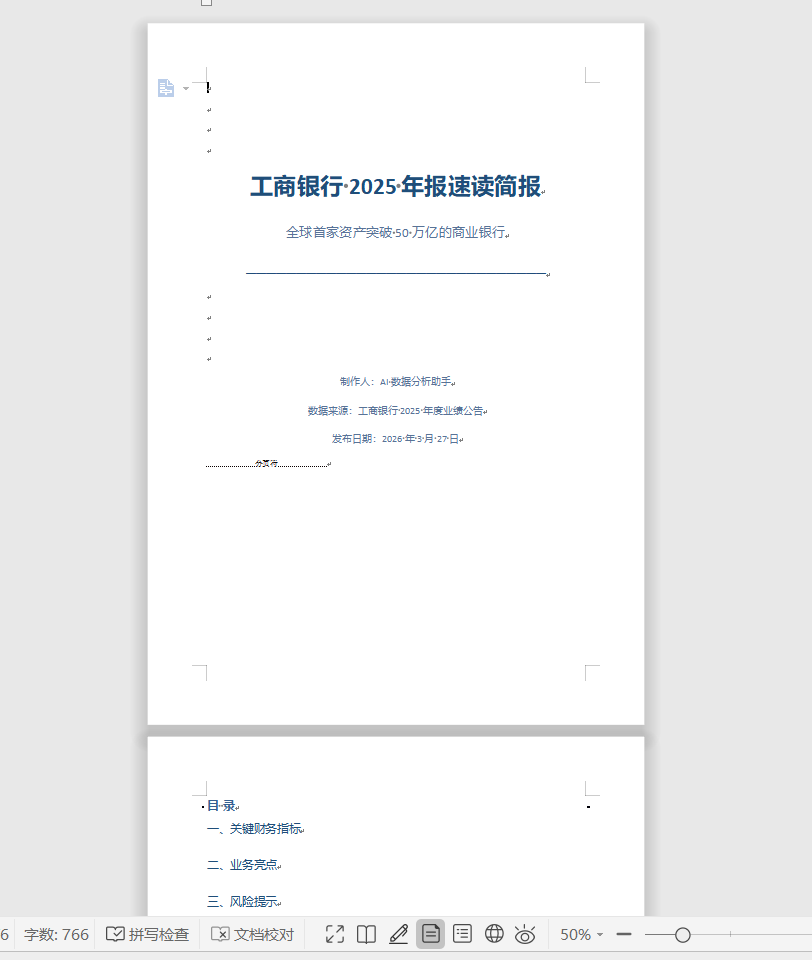 工商银行·2025·年报速读简报
全球首家资产突破·50·万亿的商业银行
制作人：AI·数据分析助手
数据来源：工商银行·2025·年度业绩公告
发布日期：2026·年·3·月·27·日
分页符
目··录
一、关键财务指标
二、业务亮点
三、风险提示
6 字数: 766 拼写检查 文档校对 50%